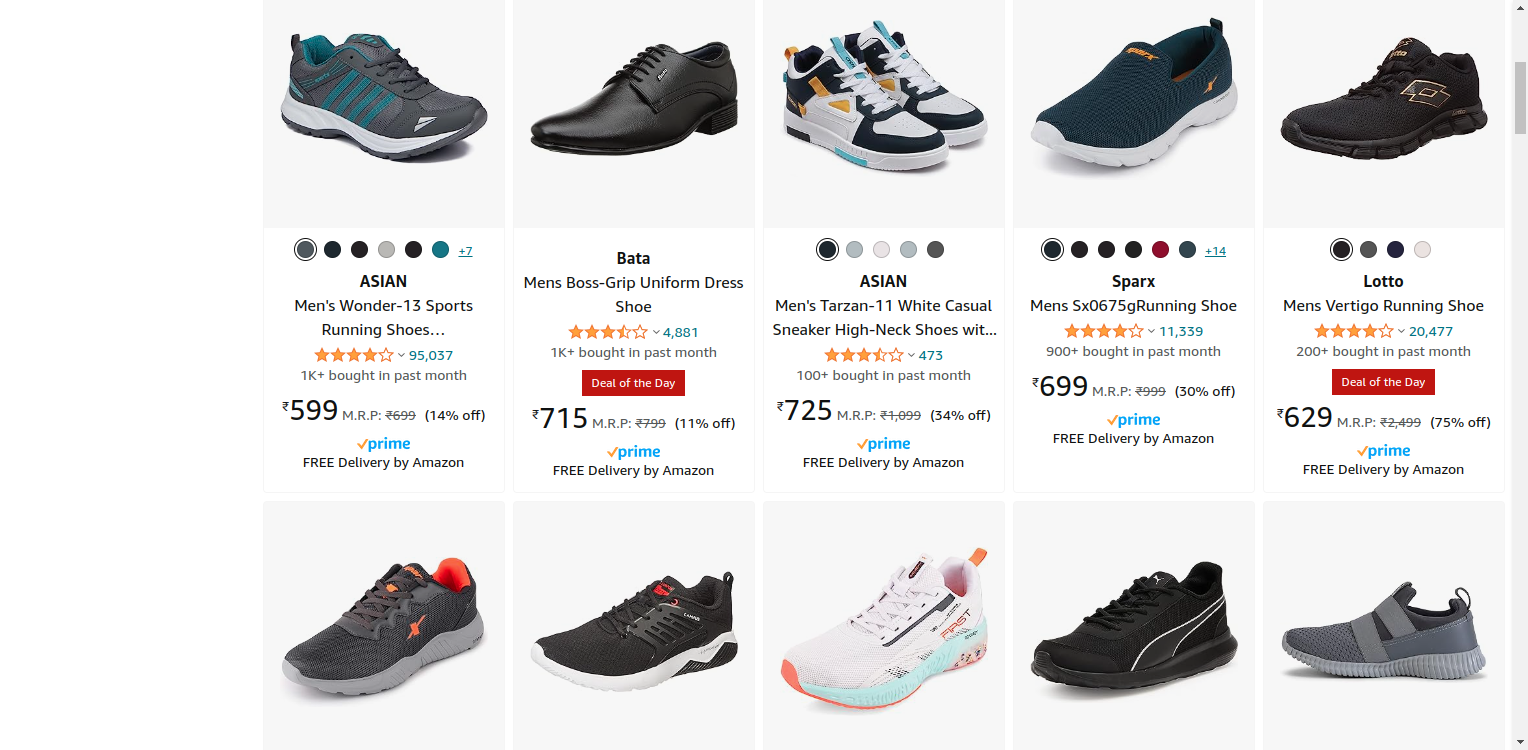 +7
ASIAN
Men's Wonder-13 Sports
Running Shoes…
95,037
1K+ bought in past month
₹599 M.R.P: ₹699 (14% off)
prime
FREE Delivery by Amazon
Bata
Mens Boss-Grip Uniform Dress
Shoe
4,881
1K+ bought in past month
Deal of the Day
₹715 M.R.P: ₹799 (11% off)
prime
FREE Delivery by Amazon
ASIAN
Men's Tarzan-11 White Casual
Sneaker High-Neck Shoes wit...
473
100+ bought in past month
₹725 M.R.P: ₹1,099 (34% off)
prime
FREE Delivery by Amazon
+14
Sparx
Mens Sx0675gRunning Shoe
11,339
900+ bought in past month
₹699 M.R.P: ₹999 (30% off)
prime
FREE Delivery by Amazon
Lotto
Lotto
Mens Vertigo Running Shoe
20,477
200+ bought in past month
Deal of the Day
₹629 M.R.P: ₹2,499 (75% off)
prime
FREE Delivery by Amazon
FIRST